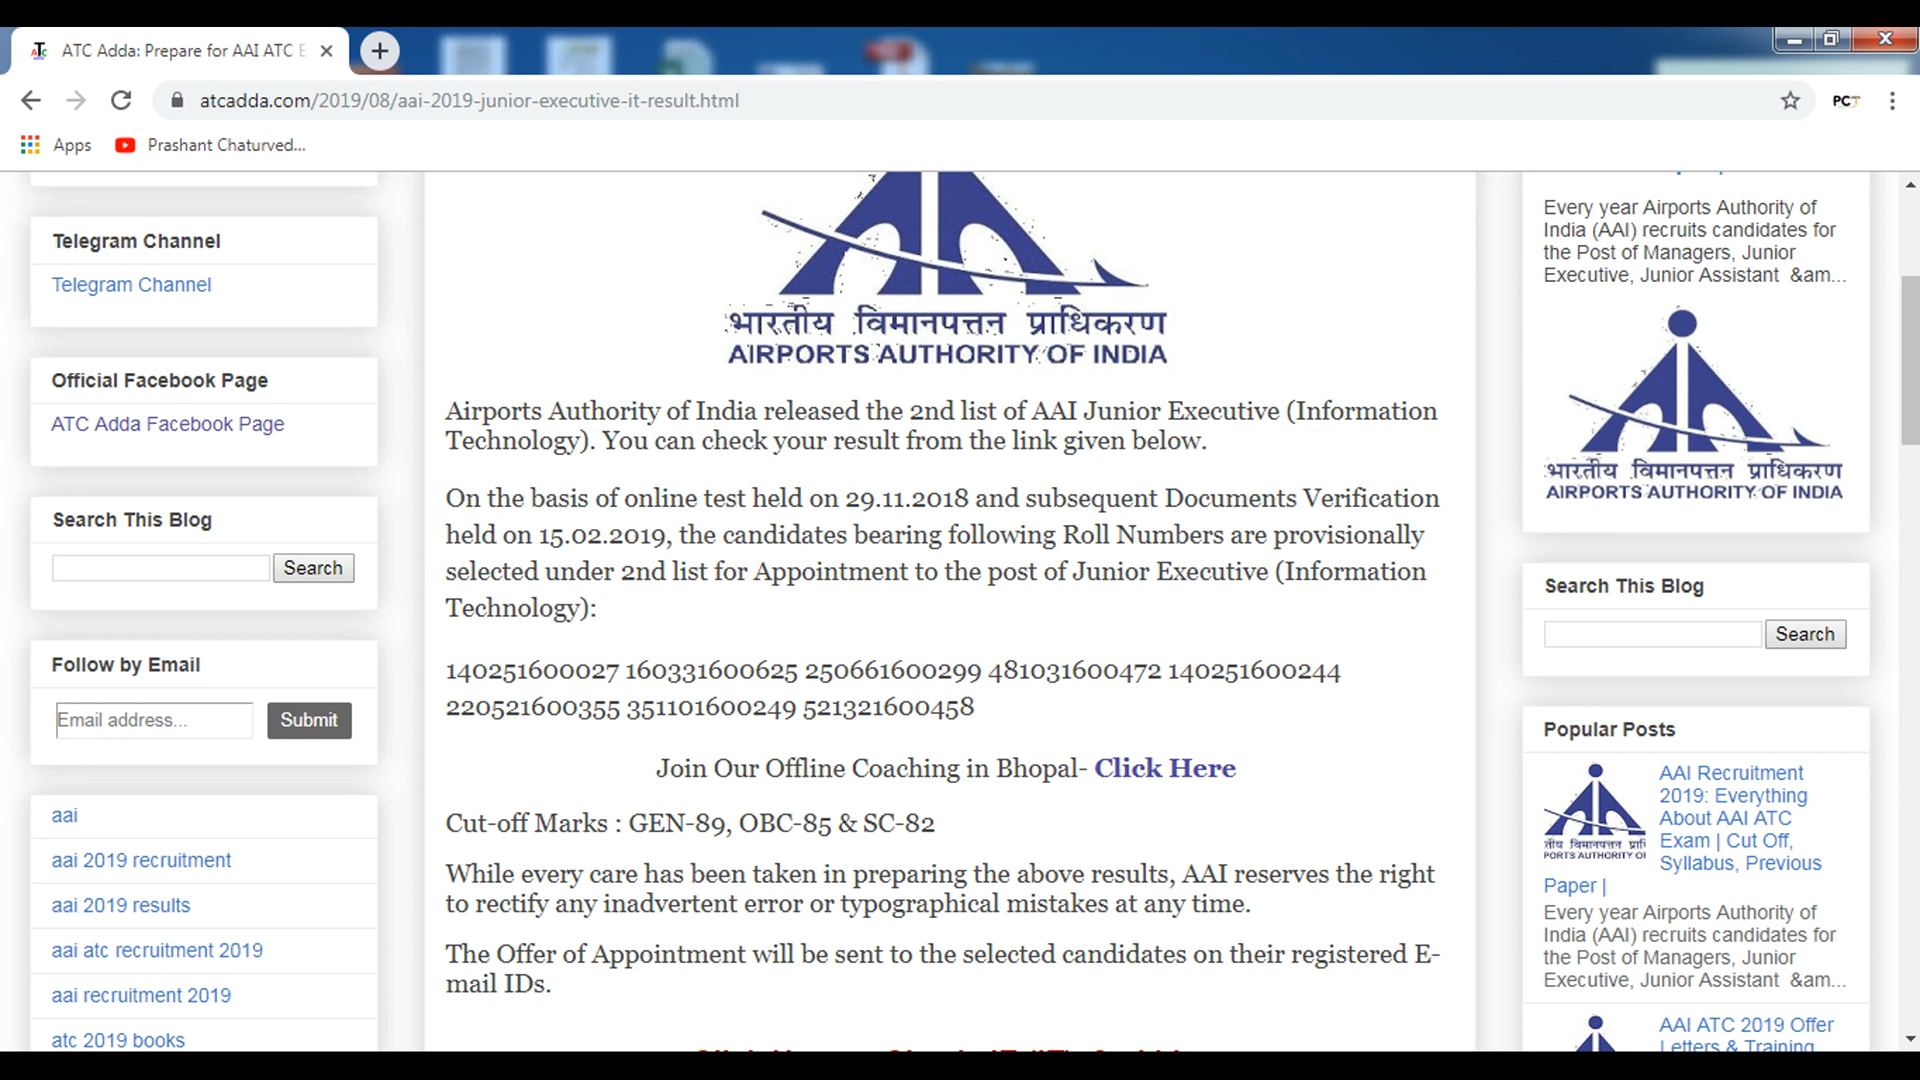 ATC Adda: Prepare for AAI ATC E
atcadda.com/2019/08/aai-2019-junior-executive-it-result.html
PCT
Apps
Prashant Chaturved...
Telegram Channel
Telegram Channel
Official Facebook Page
ATC Adda Facebook Page
Search This Blog
Search
Follow by Email
Email address...
Submit
aai
aai 2019 recruitment
aai 2019 results
aai atc recruitment 2019
aai recruitment 2019
atc 2019 books
भारतीय विमानपत्तन प्राधिकरण
AIRPORTS AUTHORITY OF INDIA
Airports Authority of India released the 2nd list of AAI Junior Executive (Information
Technology). You can check your result from the link given below.
On the basis of online test held on 29.11.2018 and subsequent Documents Verification
held on 15.02.2019, the candidates bearing following Roll Numbers are provisionally
selected under 2nd list for Appointment to the post of Junior Executive (Information
Technology):
140251600027 160331600625 250661600299 481031600472 140251600244
220521600355 351101600249 521321600458
Join Our Offline Coaching in Bhopal- Click Here
Cut-off Marks : GEN-89, OBC-85 & SC-82
While every care has been taken in preparing the above results, AAI reserves the right
to rectify any inadvertent error or typographical mistakes at any time.
The Offer of Appointment will be sent to the selected candidates on their registered E-
mail IDs.
Every year Airports Authority of
India (AAI) recruits candidates for
the Post of Managers, Junior
Executive, Junior Assistant &am...
भारतीय विमानपत्तन प्राधिकरण
AIRPORTS AUTHORITY OF INDIA
Search This Blog
Search
Popular Posts
AAI Recruitment
2019: Everything
About AAI ATC
Exam | Cut Off,
Syllabus, Previous
Paper |
Every year Airports Authority of
India (AAI) recruits candidates for
the Post of Managers, Junior
Executive, Junior Assistant &am...
AAI ATC 2019 Offer
Letters & Training